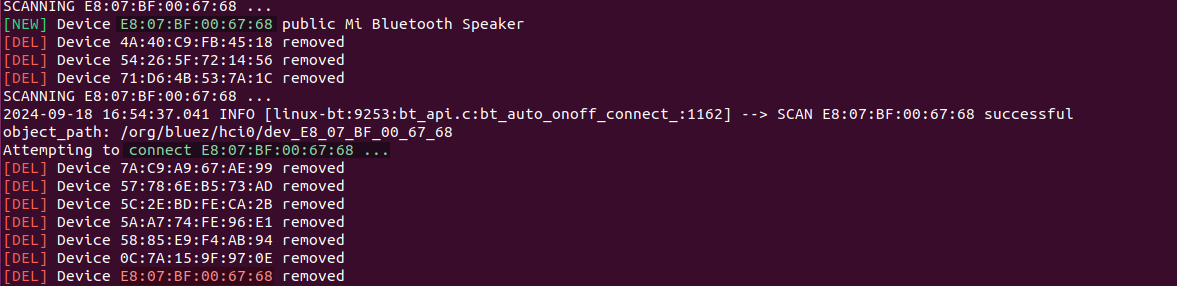 SCANNING E8:07:BF:00:67:68 ...
[NEW] Device E8:07:BF:00:67:68 public Mi Bluetooth Speaker
[DEL] Device 4A:40:C9:FB:45:18 removed
[DEL] Device 54:26:5F:72:14:56 removed
[DEL] Device 71:D6:4B:53:7A:1C removed
SCANNING E8:07:BF:00:67:68 ...
2024-09-18 16:54:37.041 INFO [linux-bt:9253:bt_api.c:bt_auto_onoff_connect_:1162] --> SCAN E8:07:BF:00:67:68 successful
object_path: /org/bluez/hci0/dev_E8_07_BF_00_67_68
Attempting to connect E8:07:BF:00:67:68 ...
[DEL] Device 7A:C9:A9:67:AE:99 removed
[DEL] Device 57:78:6E:B5:73:AD removed
[DEL] Device 5C:2E:BD:FE:CA:2B removed
[DEL] Device 5A:A7:74:FE:96:E1 removed
[DEL] Device 58:85:E9:F4:AB:94 removed
[DEL] Device 0C:7A:15:9F:97:0E removed
[DEL] Device E8:07:BF:00:67:68 removed